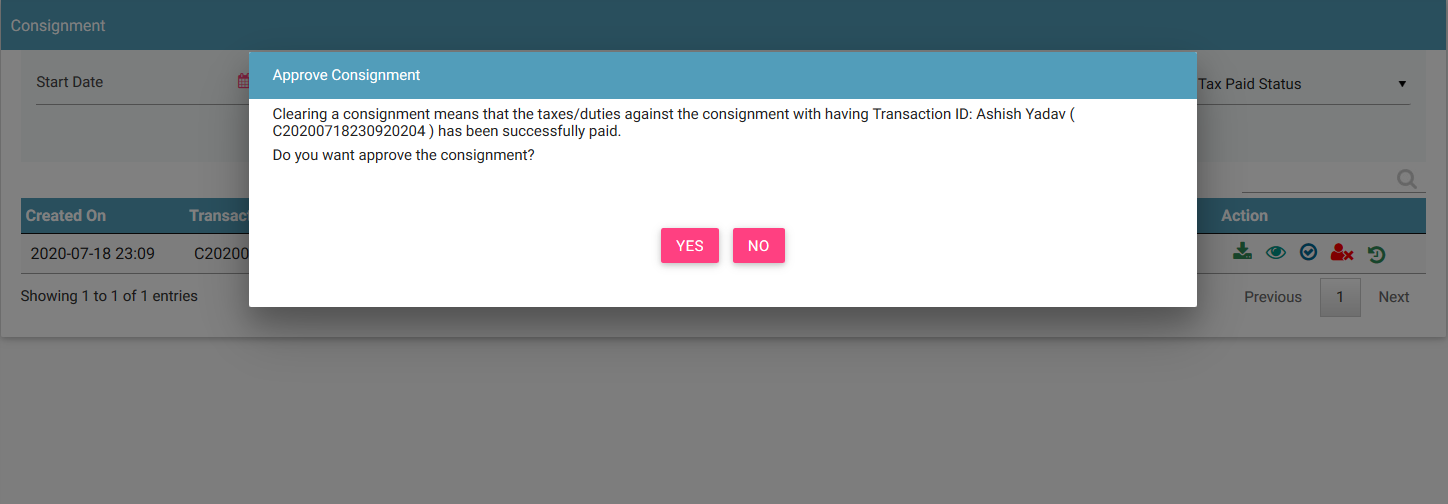 Consignment
Start Date
Tax Paid Status
Approve Consignment
Clearing a consignment means that the taxes/duties against the consignment with having Transaction ID: Ashish Yadav (
C20200718230920204 ) has been successfully paid.
Do you want approve the consignment?
YES NO
Created On Transact Action
2020-07-18 23:09 C20200
Showing 1 to 1 of 1 entries Previous 1 Next